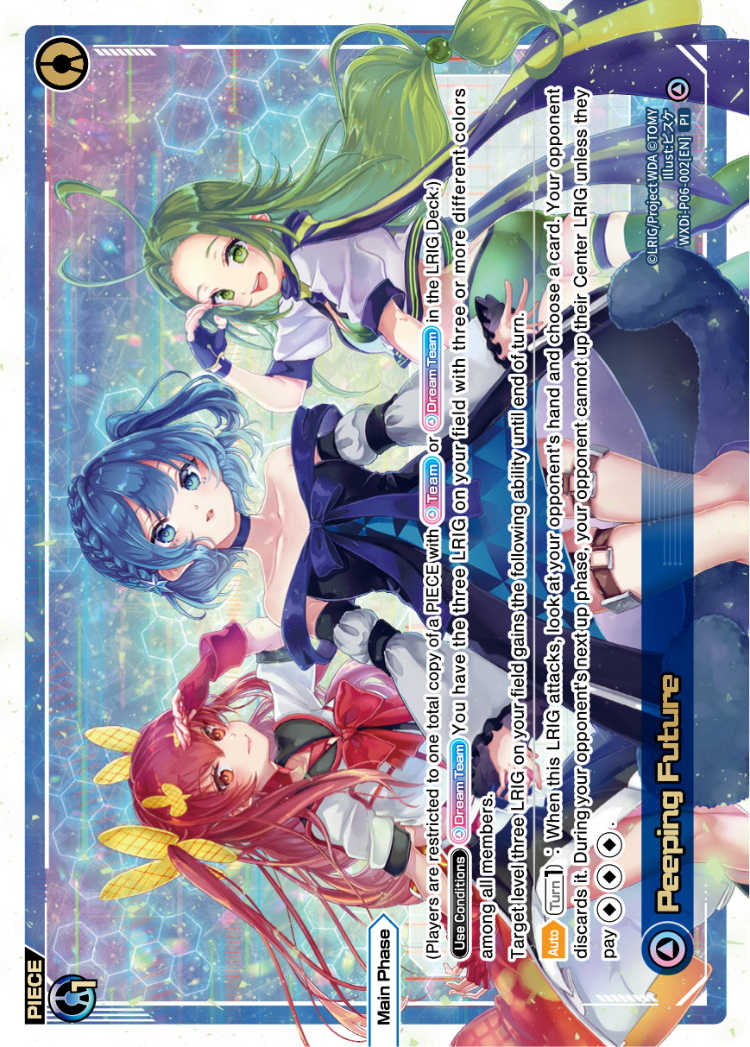 PIECE
1
Main Phase
(Players are restricted to one total copy of a PIECE with Team or Dream Team in the LRIG Deck.)
Use Conditions Dream Team You have the three LRIG on your field with three or more different colors
among all members.
Target level three LRIG on your field gains the following ability until end of turn.
Auto Turn 1 : When this LRIG attacks, look at your opponent's hand and choose a card. Your opponent
discards it. During your opponent's next up phase, your opponent cannot up their Center LRIG unless they
pay ◆ ◆ ◆.
Peeping Future
©LRIG/Project WDA ©TOMY
Illust:ビスケ
WXDi-P06-002[EN] PI